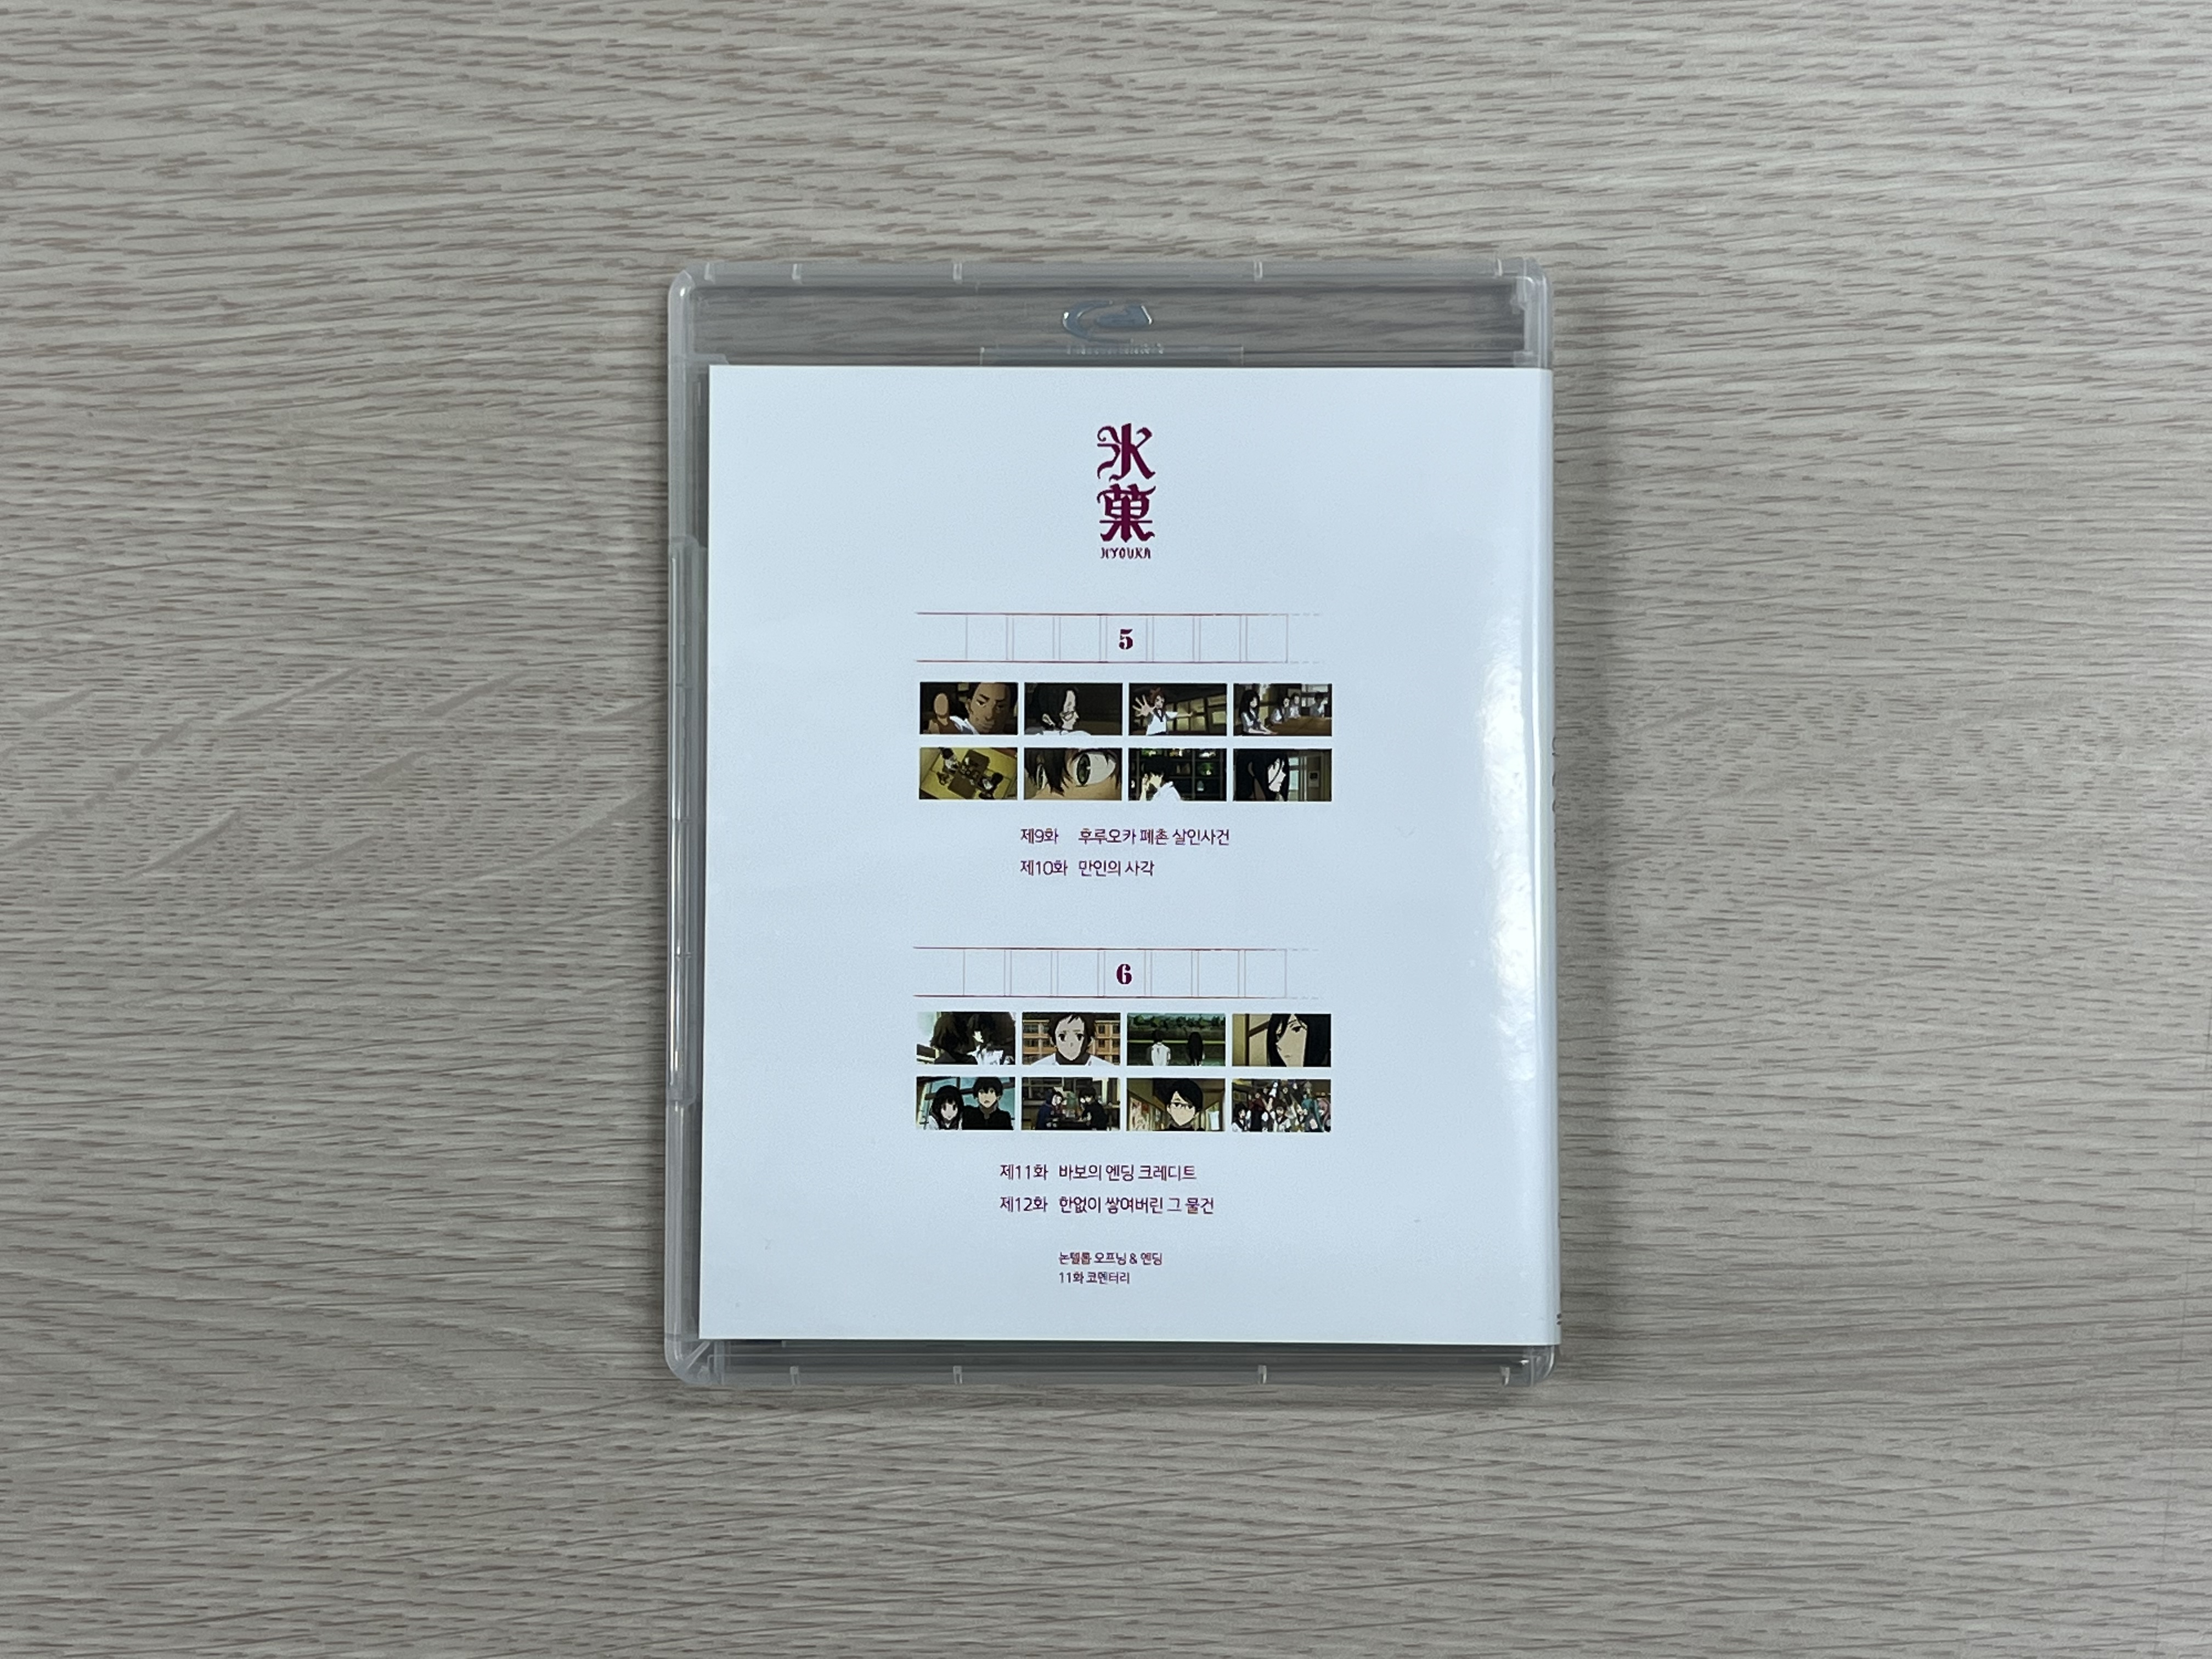 氷
菓
HYOUKA
5
제9화 후루오카 폐촌 살인사건
제10화 만인의 사각
6
제11화 바보의 엔딩 크레디트
제12화 한없이 쌓여버린 그 물건
논텔롭 오프닝 & 엔딩
11화 코멘터리